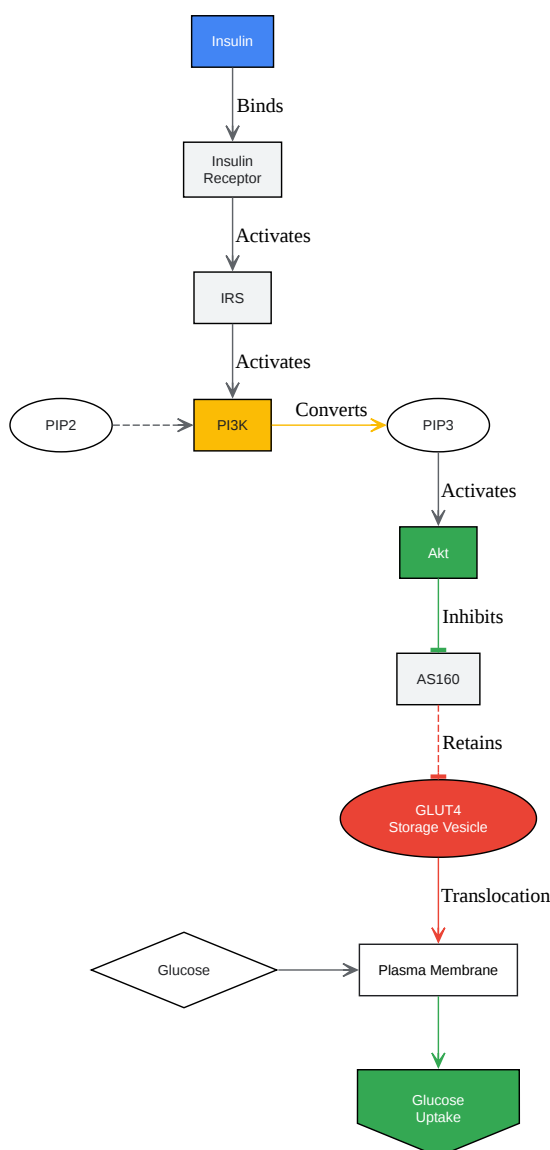 Insulin
Binds
Insulin
Receptor
Activates
IRS
Activates
PIP2
PI3K
Converts
PIP3
Activates
Akt
Inhibits
AS160
Retains
GLUT4
Storage Vesicle
Translocation
Glucose
Plasma Membrane
Glucose
Uptake